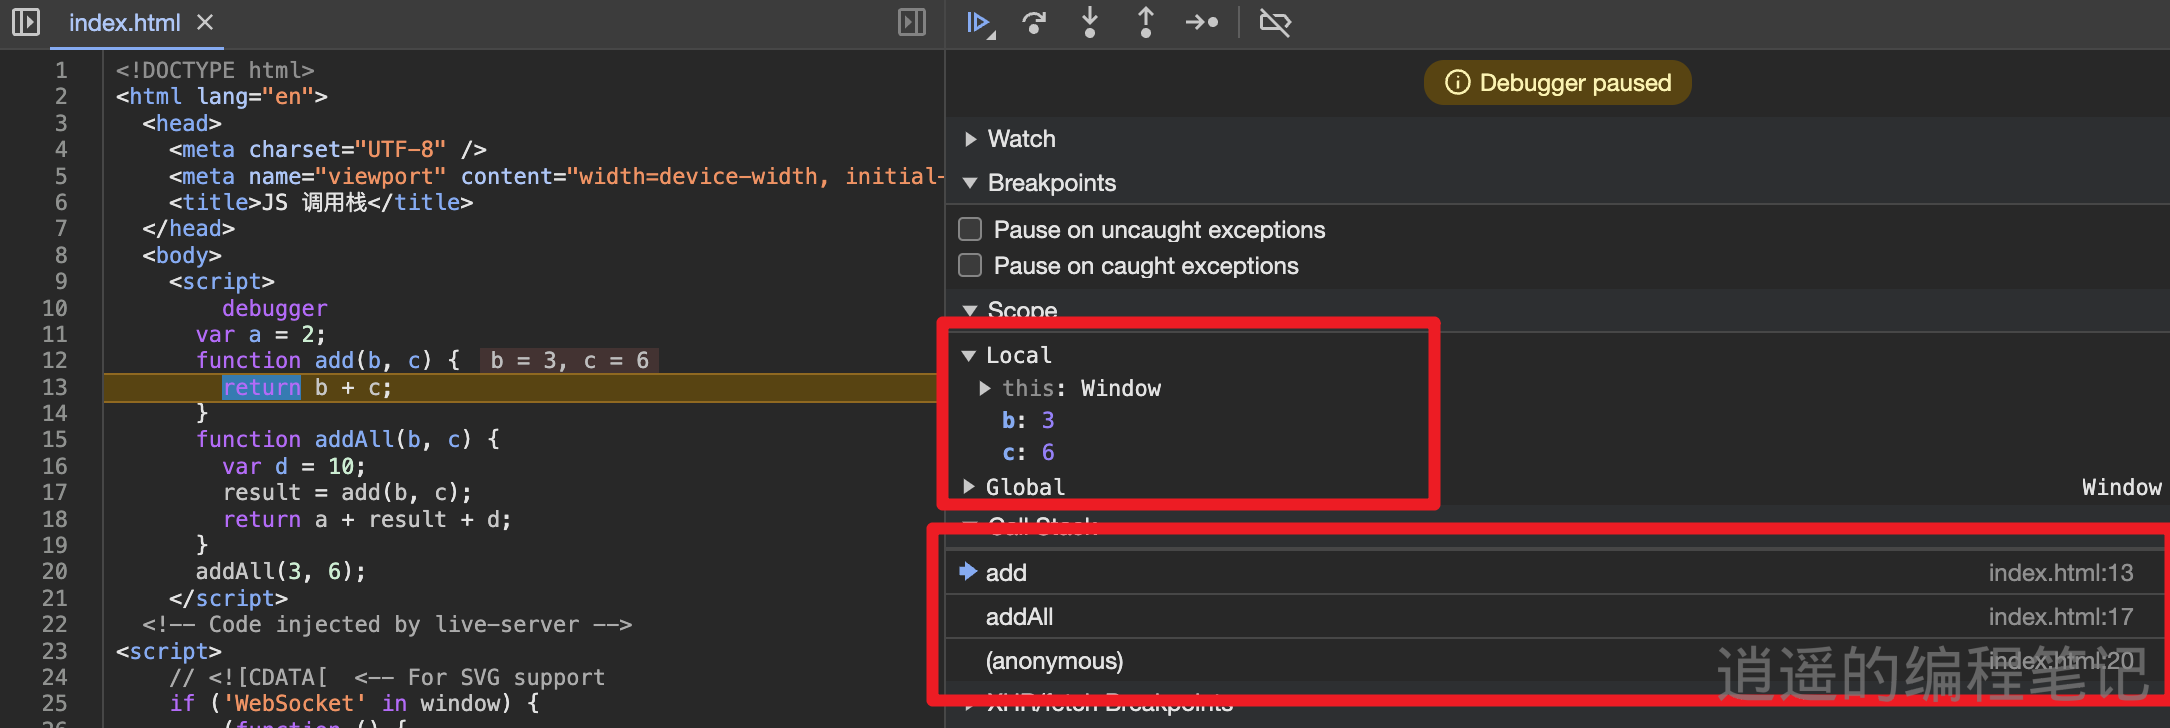 index.html ×
1 <!DOCTYPE html>
2 <html lang="en">
3 <head>
4 <meta charset="UTF-8" />
5 <meta name="viewport" content="width=device-width, initial-
6 <title>JS 调用栈</title>
7 </head>
8 <body>
9 <script>
10 debugger
11 var a = 2;
12 function add(b, c) { b = 3, c = 6
13 return b + c;
14 }
15 function addAll(b, c) {
16 var d = 10;
17 result = add(b, c);
18 return a + result + d;
19 }
20 addAll(3, 6);
21 </script>
22 <!-- Code injected by live-server -->
23 <script>
24 // <![CDATA[ <-- For SVG support
25 if ('WebSocket' in window) {
26 (function () {
Debugger paused
Watch
Breakpoints
Pause on uncaught exceptions
Pause on caught exceptions
Scope
Local
this: Window
b: 3
c: 6
Global Window
Call Stack
add index.html:13
addAll index.html:17
(anonymous) index.html:20
XHR/fetch Breakpoints
逍遥的编程笔记